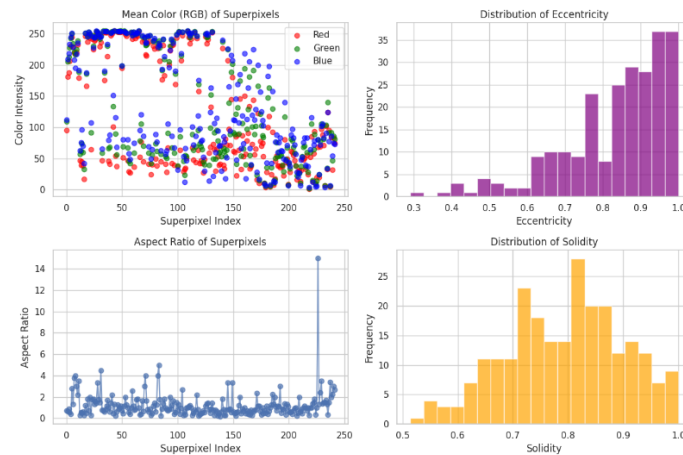 Mean Color (RGB) of Superpixels
Color Intensity
250
200
150
100
50
0
Red
Green
Blue
0 50 100 150 200 250
Superpixel Index
Distribution of Eccentricity
Frequency
35
30
25
20
15
10
5
0
0.3 0.4 0.5 0.6 0.7 0.8 0.9 1.0
Eccentricity
Aspect Ratio of Superpixels
Aspect Ratio
14
12
10
8
6
4
2
0
0 50 100 150 200 250
Superpixel Index
Distribution of Solidity
Frequency
25
20
15
10
5
0
0.5 0.6 0.7 0.8 0.9 1.0
Solidity